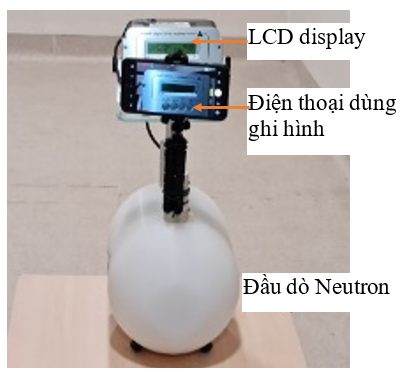 LCD display
Điện thoại dùng
ghi hình
Đầu dò Neutron